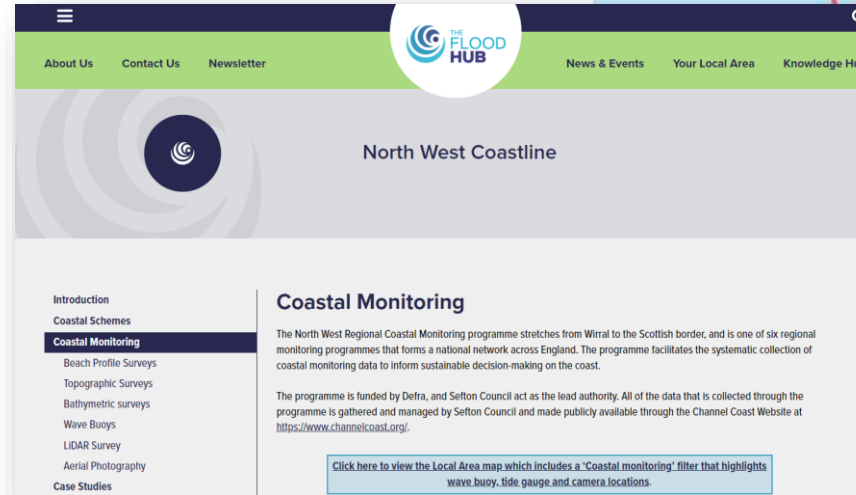 THE
FLOOD
HUB
About Us Contact Us Newsletter News & Events Your Local Area
North West Coastline
Introduction
Coastal Schemes
Coastal Monitoring
Beach Profile Surveys
Topographic Surveys
Bathymetric surveys
Wave Buoys
LiDAR Survey
Aerial Photography
Case Studies
Coastal Monitoring
The North West Regional Coastal Monitoring programme stretches from Wirral to the Scottish border, and is one of six regional
monitoring programmes that forms a national network across England. The programme facilitates the systematic collection of
coastal monitoring data to inform sustainable decision-making on the coast.
The programme is funded by Defra, and Sefton Council act as the lead authority. All of the data that is collected through the
programme is gathered and managed by Sefton Council and made publicly available through the Channel Coast Website at
https://www.channelcoast.org/.
Click here to view the Local Area map which includes a 'Coastal monitoring' filter that highlights
wave buoy, tide gauge and camera locations.